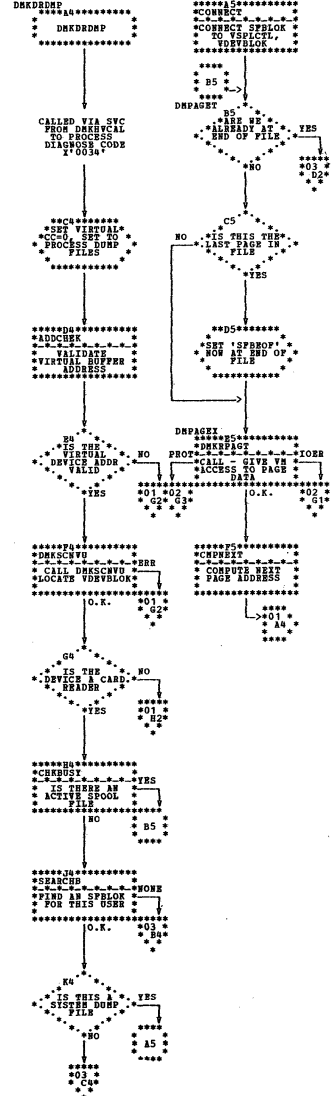 DMKDRDMP
A4
DMKDRDMP
CALLED VIA SVC
FROM DMKHVCAL
TO PROCESS
DIAGNOSE CODE
X'0034'
C4
SET VIRTUAL
CC=0, SET TO
PROCESS DUMP
FILES
D4
ADDCHEK
VALIDATE
VIRTUAL BUFFER
ADDRESS
E4
IS THE
VIRTUAL
DEVICE ADDR
VALID
NO
01
G2
YES
F4
DMKSCNVU
CALL DMKSCNVU
LOCATE VDEVBLOK
ERR
01
G2
O.K.
G4
IS THE
DEVICE A CARD
READER
NO
01
H2
YES
H4
CHKBUSY
IS THERE AN
ACTIVE SPOOL
FILE
YES
B5
NO
J4
SEARCHB
FIND AN SFBLOK
FOR THIS USER
NONE
03
B4
O.K.
K4
IS THIS A
SYSTEM DUMP
FILE
YES
A5
NO
03
C4
A5
CONNECT
CONNECT SFBLOK
TO VSPLCTL,
VDEVBLOK
B5
DMPAGET
B5
ARE WE
ALREADY AT
END OF FILE
YES
03
D2
NO
C5
IS THIS THE
LAST PAGE IN
FILE
NO
YES
D5
SET 'SFBEOF'
NOW AT END OF
FILE
DMPAGEX
E5
DMKRPAGT
CALL - GIVE VM
ACCESS TO PAGE
DATA
PROT
02
G3
IOER
02
G1
O.K.
F5
CMPNEXT
COMPUTE NEXT
PAGE ADDRESS
01
A4